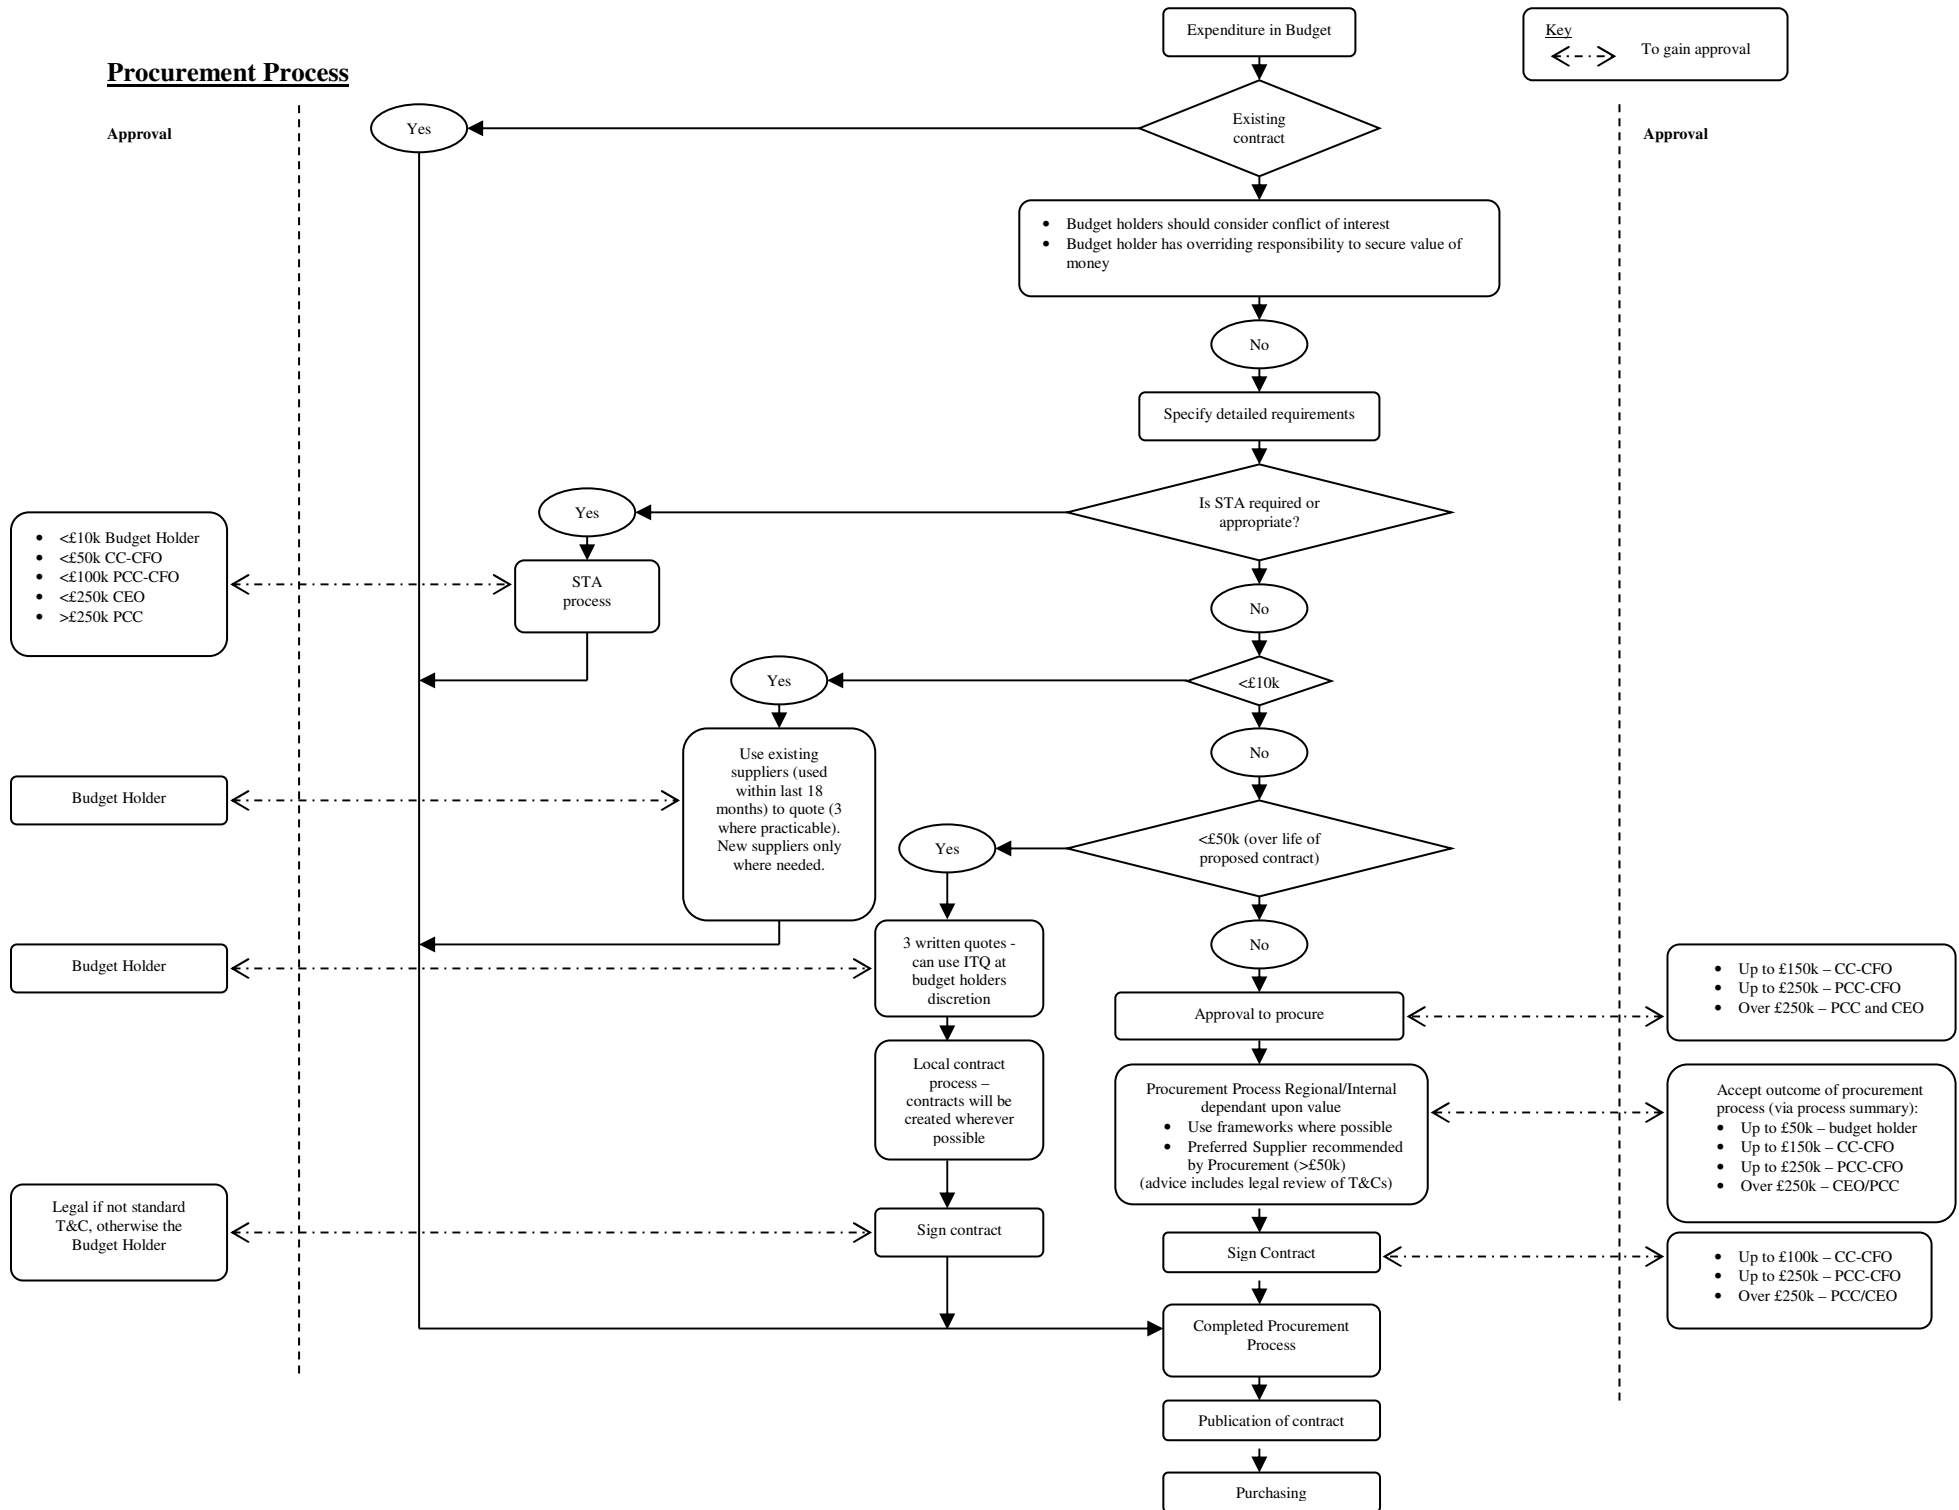 Expenditure in Budget
Key
To gain approval
Procurement Process
Approval
Yes
Existing
contract
Approval
• Budget holders should consider conflict of interest
• Budget holder has overriding responsibility to secure value of
money
No
Specify detailed requirements
Is STA required or
appropriate?
Yes
• <£10k Budget Holder
• <£50k CC-CFO
• <£100k PCC-CFO
• <£250k CEO
• >£250k PCC
STA
process
No
<£10k
Yes
No
Use existing
suppliers (used
within last 18
months) to quote (3
where practicable).
New suppliers only
where needed.
Budget Holder
<£50k (over life of
proposed contract)
Yes
No
3 written quotes -
can use ITQ at
budget holders
discretion
Budget Holder
Approval to procure
• Up to £150k – CC-CFO
• Up to £250k – PCC-CFO
• Over £250k – PCC and CEO
Local contract
process –
contracts will be
created wherever
possible
Procurement Process Regional/Internal
dependant upon value
• Use frameworks where possible
• Preferred Supplier recommended
by Procurement (>£50k)
(advice includes legal review of T&Cs)
Accept outcome of procurement
process (via process summary):
• Up to £50k – budget holder
• Up to £150k – CC-CFO
• Up to £250k – PCC-CFO
• Over £250k – CEO/PCC
Legal if not standard
T&C, otherwise the
Budget Holder
Sign contract
Sign Contract
• Up to £100k – CC-CFO
• Up to £250k – PCC-CFO
• Over £250k – PCC/CEO
Completed Procurement
Process
Publication of contract
Purchasing